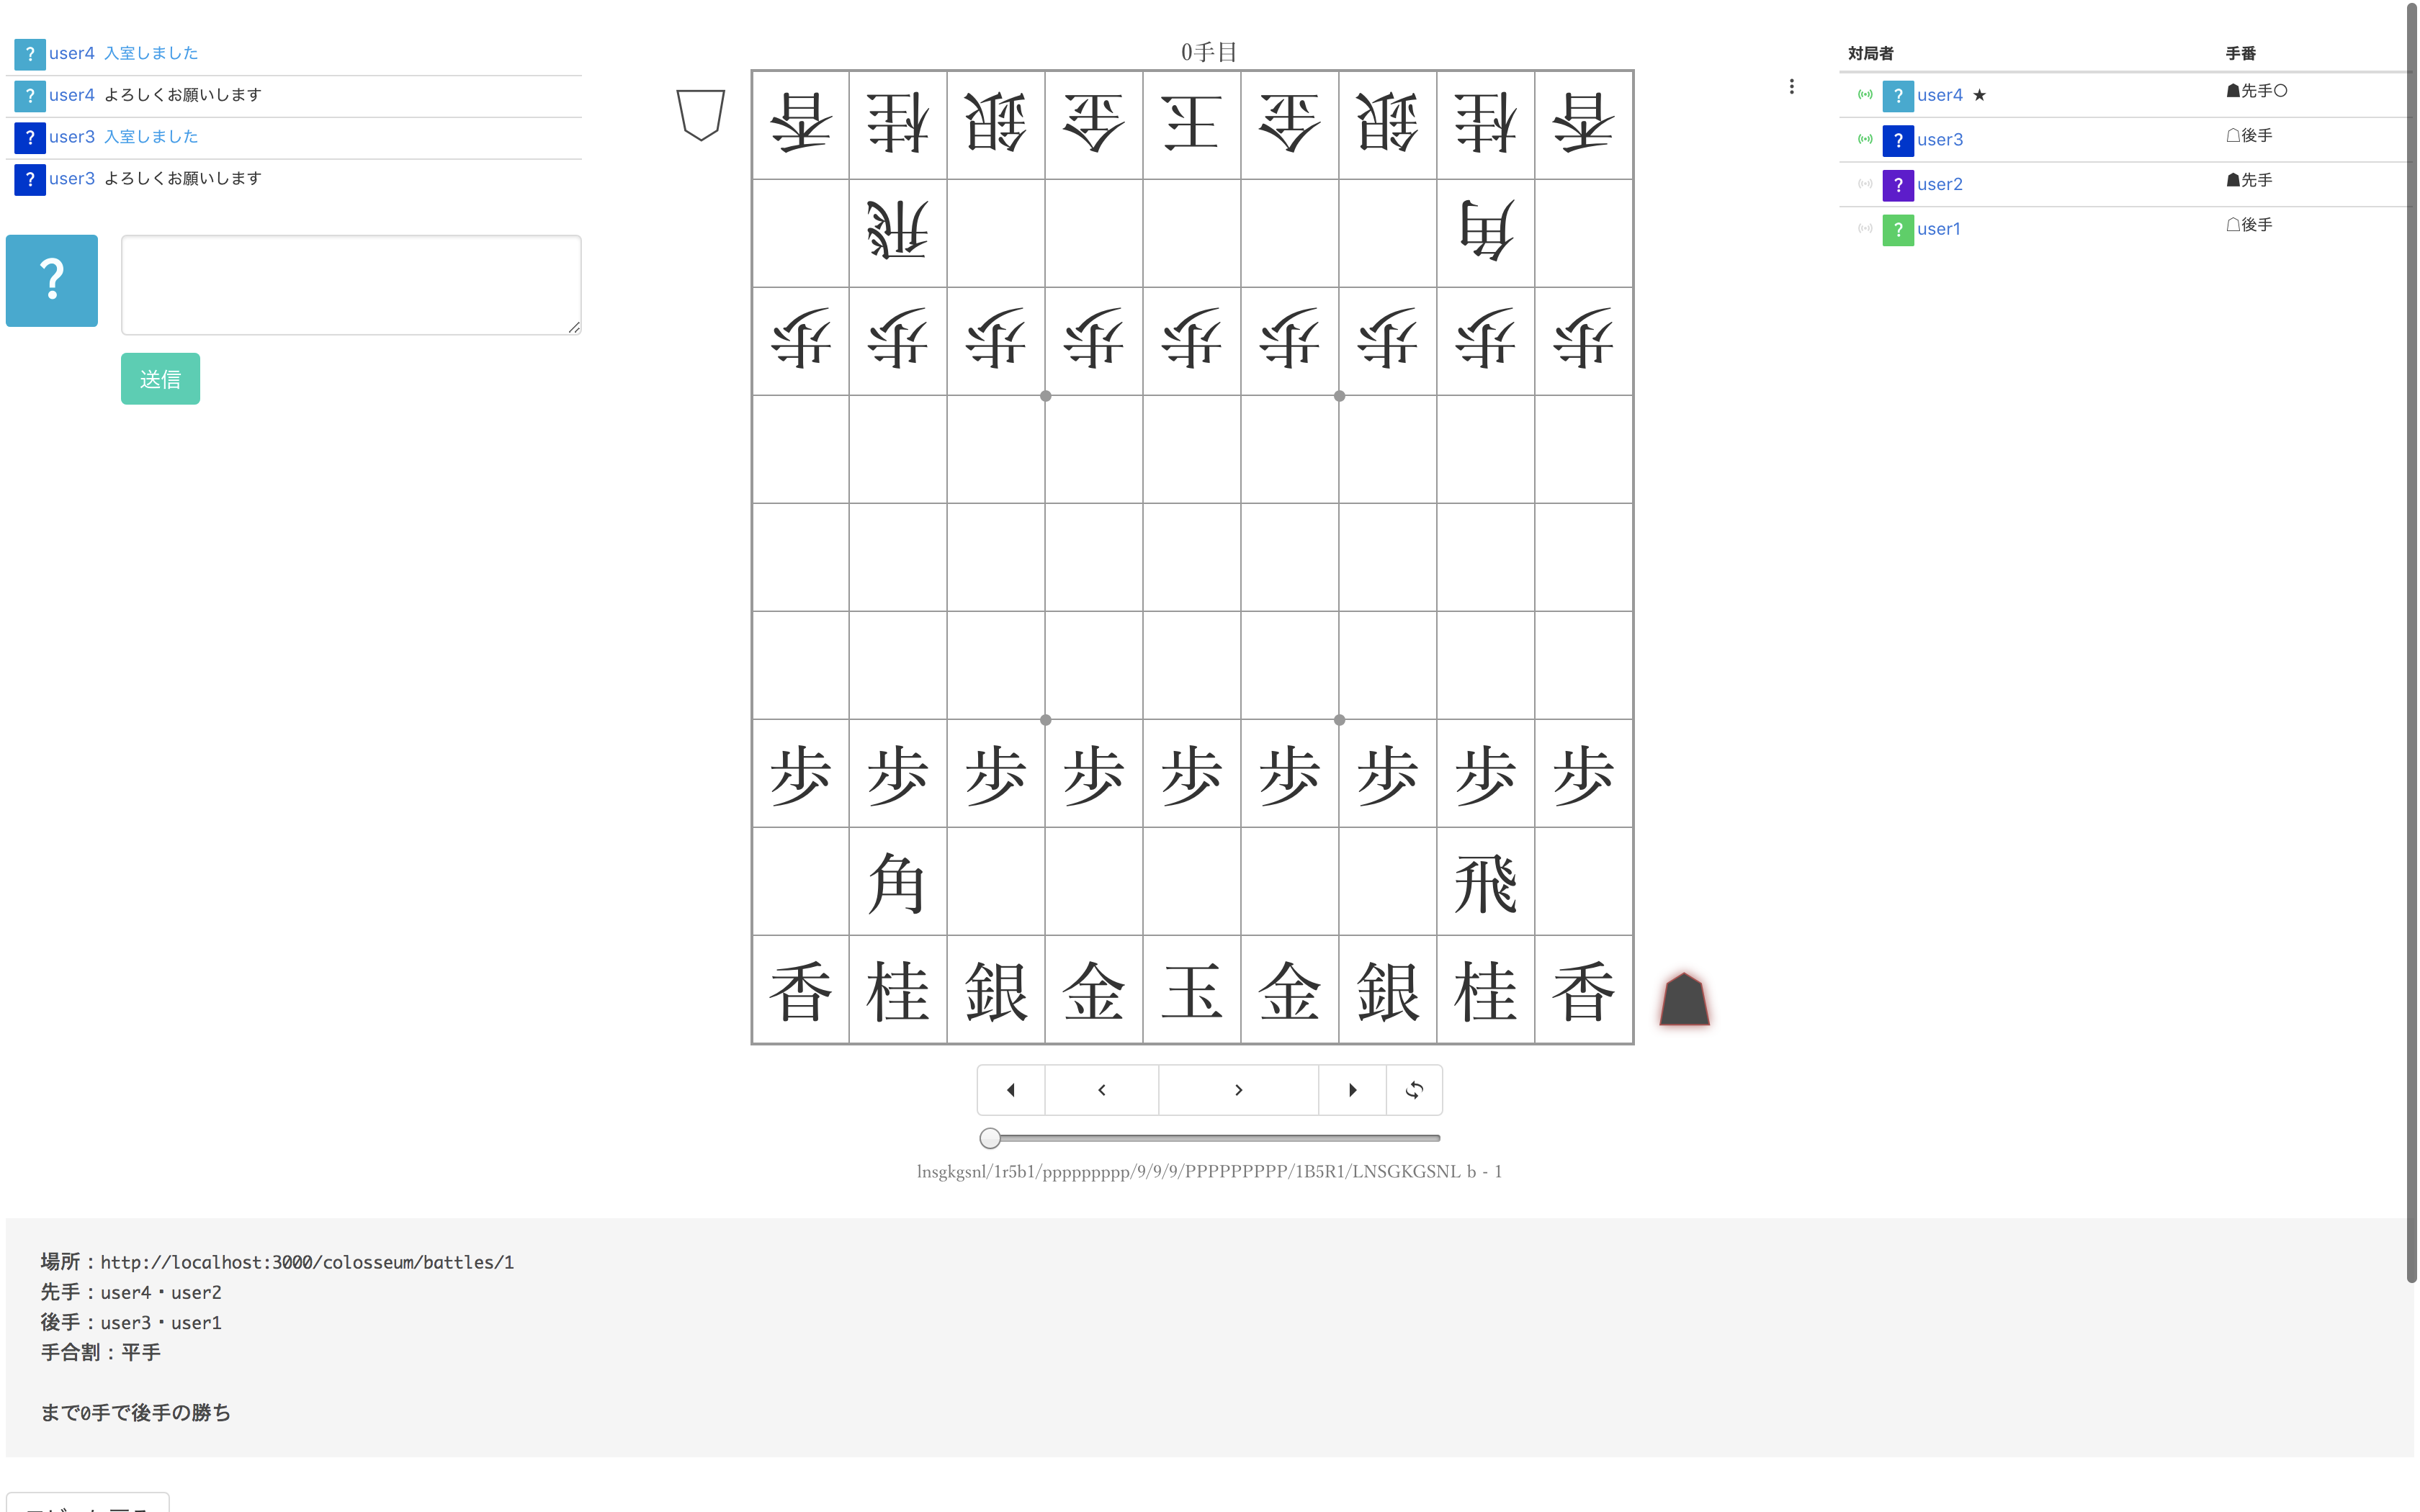 ? user4 入室しました
? user4 よろしくお願いします
? user3 入室しました
? user3 よろしくお願いします
?
送信
0手目
香 桂 銀 金 玉 金 銀 桂 香
飛 角
歩 歩 歩 歩 歩 歩 歩 歩 歩
歩 歩 歩 歩 歩 歩 歩 歩 歩
角 飛
香 桂 銀 金 玉 金 銀 桂 香
lnsgkgsnl/1r5b1/ppppppppp/9/9/9/PPPPPPPPP/1B5R1/LNSGKGSNL b - 1
対局者 手番
? user4 ★ ☗先手○
? user3 ☖後手
? user2 ☗先手
? user1 ☖後手
場所：http://localhost:3000/colosseum/battles/1
先手：user4・user2
後手：user3・user1
手合割：平手
まで0手で後手の勝ち